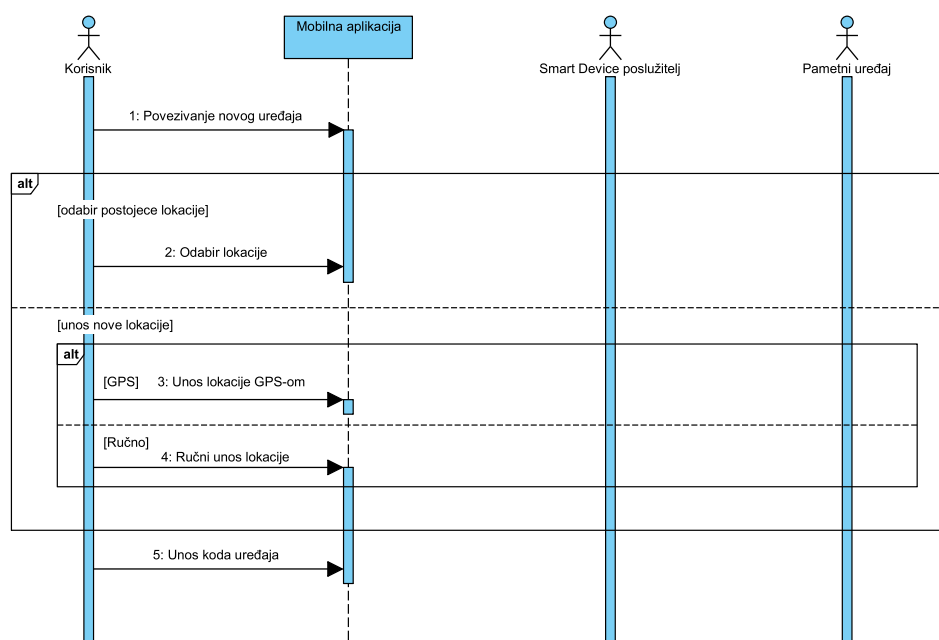 Mobilna aplikacija
Korisnik
Smart Device poslužitelj
Pametni uređaj
1: Povezivanje novog uređaja
alt
[odabir postojece lokacije]
2: Odabir lokacije
[unos nove lokacije]
alt
[GPS]
3: Unos lokacije GPS-om
[Ručno]
4: Ručni unos lokacije
5: Unos koda uređaja